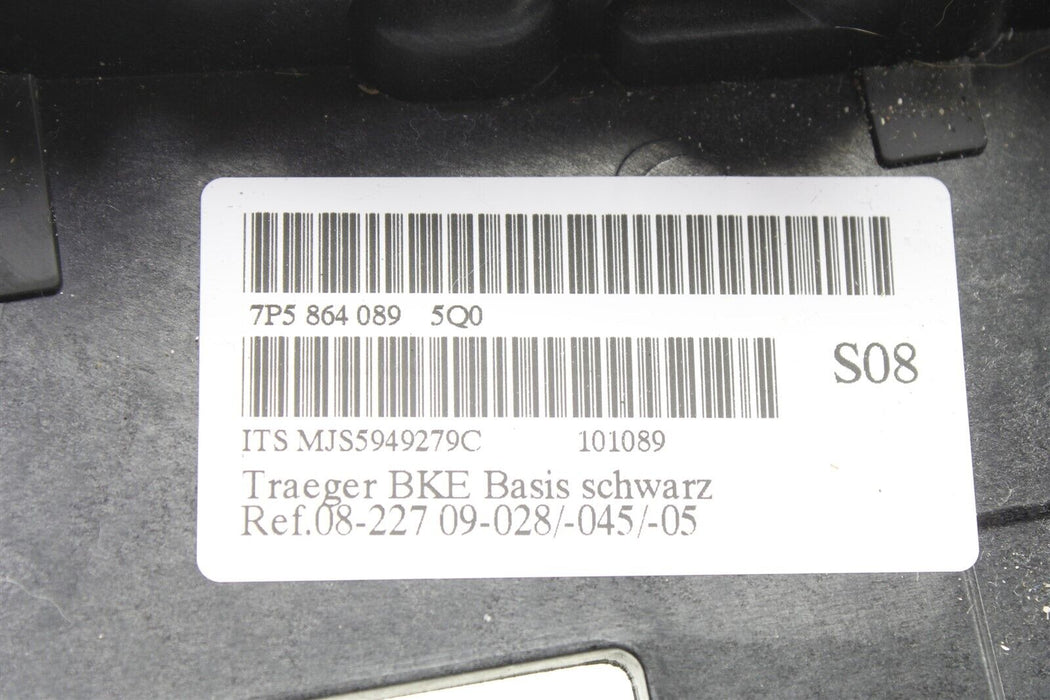 7P5 864 089 5Q0
S08
ITS MJS5949279C 101089
Traeger BKE Basis schwarz
Ref.08-227 09-028/-045/-05